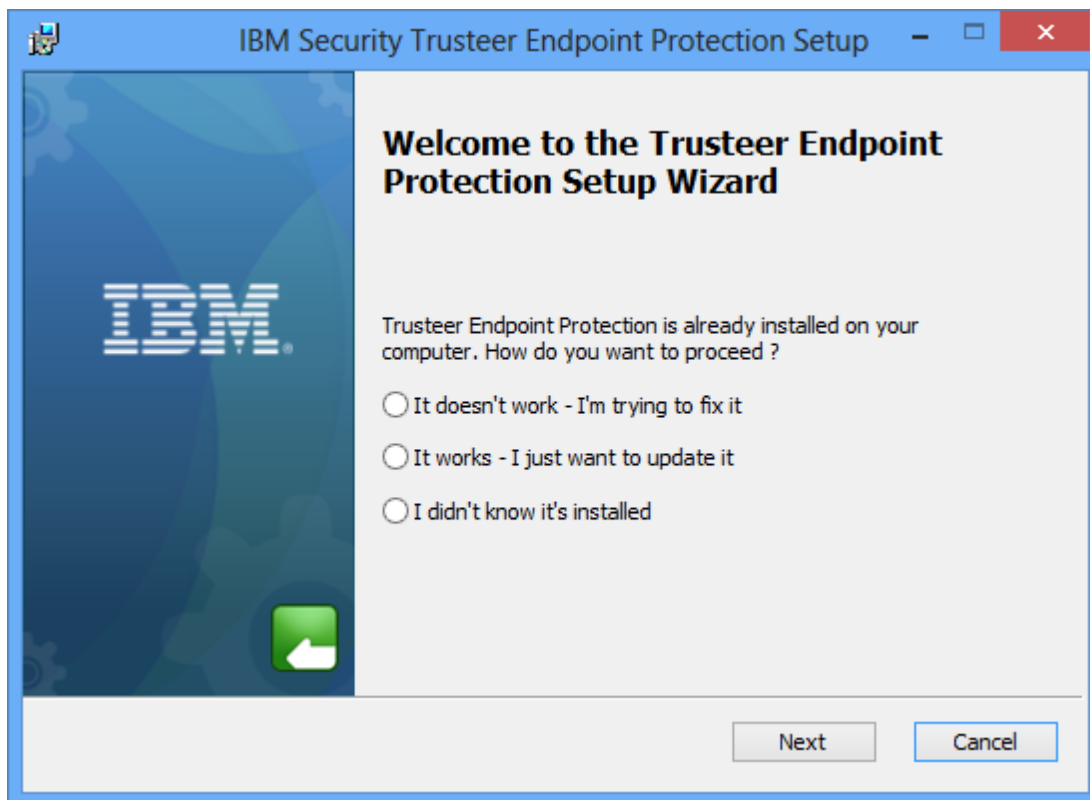 IBM Security Trusteer Endpoint Protection Setup
Welcome to the Trusteer Endpoint
Protection Setup Wizard
IBM®
Trusteer Endpoint Protection is already installed on your
computer. How do you want to proceed ?
It doesn't work - I'm trying to fix it
It works - I just want to update it
I didn't know it's installed
Next
Cancel